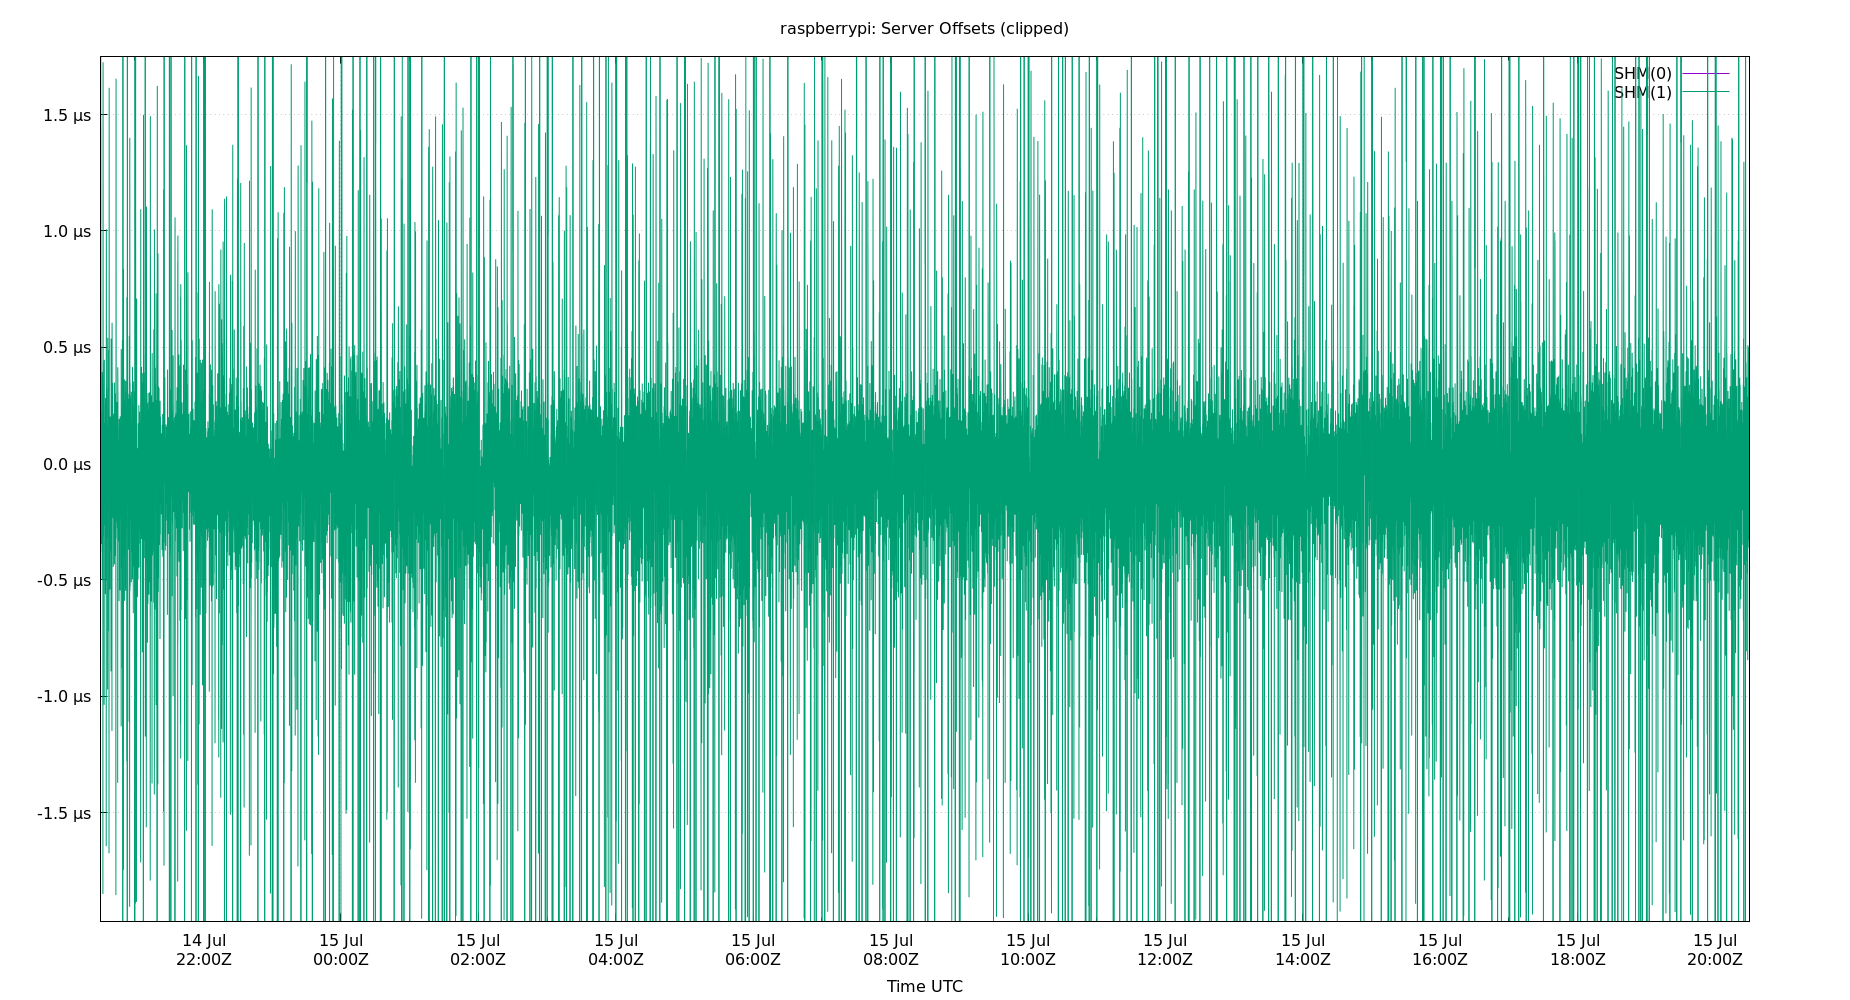 raspberrypi: Server Offsets (clipped)
SHM(0)
SHM(1)
1.5 µs
1.0 µs
0.5 µs
0.0 µs
-0.5 µs
-1.0 µs
-1.5 µs
14 Jul 15 Jul 15 Jul 15 Jul 15 Jul 15 Jul 15 Jul 15 Jul 15 Jul 15 Jul 15 Jul 15 Jul
22:00Z 00:00Z 02:00Z 04:00Z 06:00Z 08:00Z 10:00Z 12:00Z 14:00Z 16:00Z 18:00Z 20:00Z
Time UTC